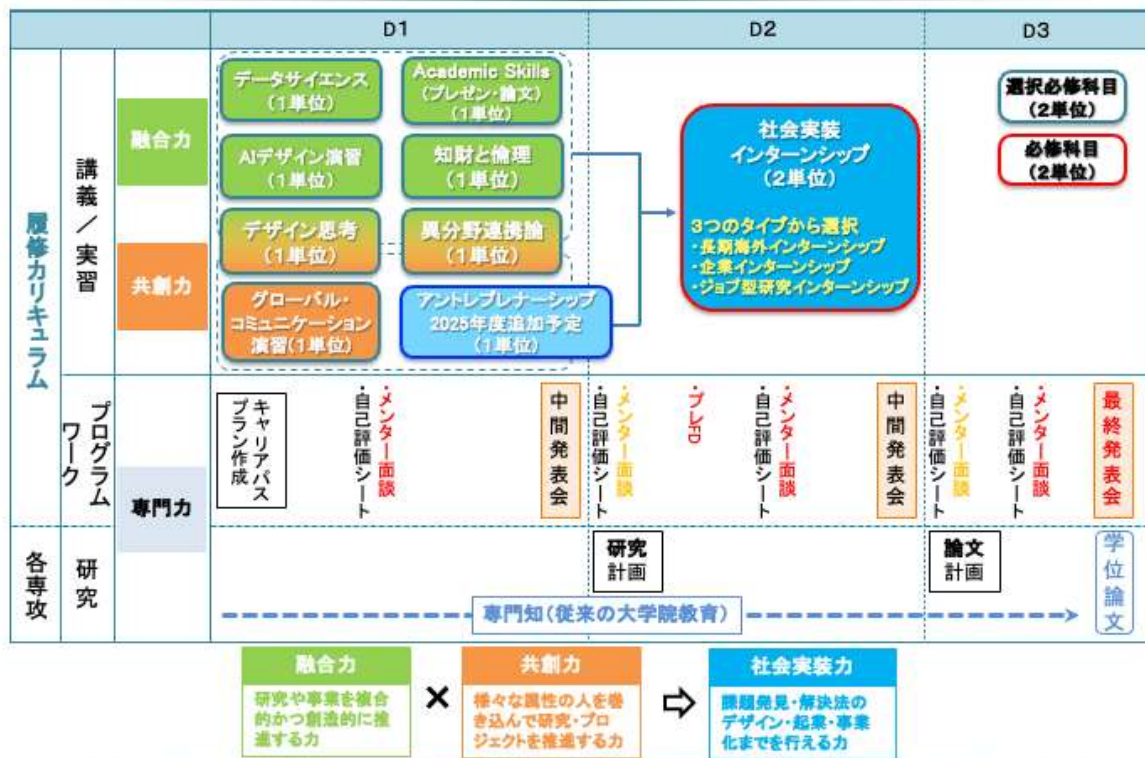 D1
D2
D3
履修カリキュラム
講義／実習
融合力
共創力
データサイエンス
(1単位)
Academic Skills
(プレゼン・論文)
(1単位)
AIデザイン演習
(1単位)
知財と倫理
(1単位)
デザイン思考
(1単位)
異分野連携論
(1単位)
グローバル・
コミュニケーション
演習(1単位)
アントレプレナーシップ
2025年度追加予定
(1単位)
社会実装
インターンシップ
(2単位)
3つのタイプから選択
・長期海外インターンシップ
・企業インターンシップ
・ジョブ型研究インターンシップ
選択必修科目
(2単位)
必修科目
(2単位)
プログラム
ワーク
専門力
キャリアパス
プラン作成
・メンター面談
・自己評価シート
中間発表会
・メンター面談
・自己評価シート
・プレFD
・メンター面談
・自己評価シート
中間発表会
・メンター面談
・自己評価シート
・メンター面談
・自己評価シート
最終発表会
各専攻
研究
研究
計画
論文
計画
学位論文
専門知(従来の大学院教育)
融合力
研究や事業を複合
的かつ創造的に推
進する力
×
共創力
様々な属性の人を巻
き込んで研究・プロ
ジェクトを推進する力
社会実装力
課題発見・解決法の
デザイン・起業・事業
化までを行える力